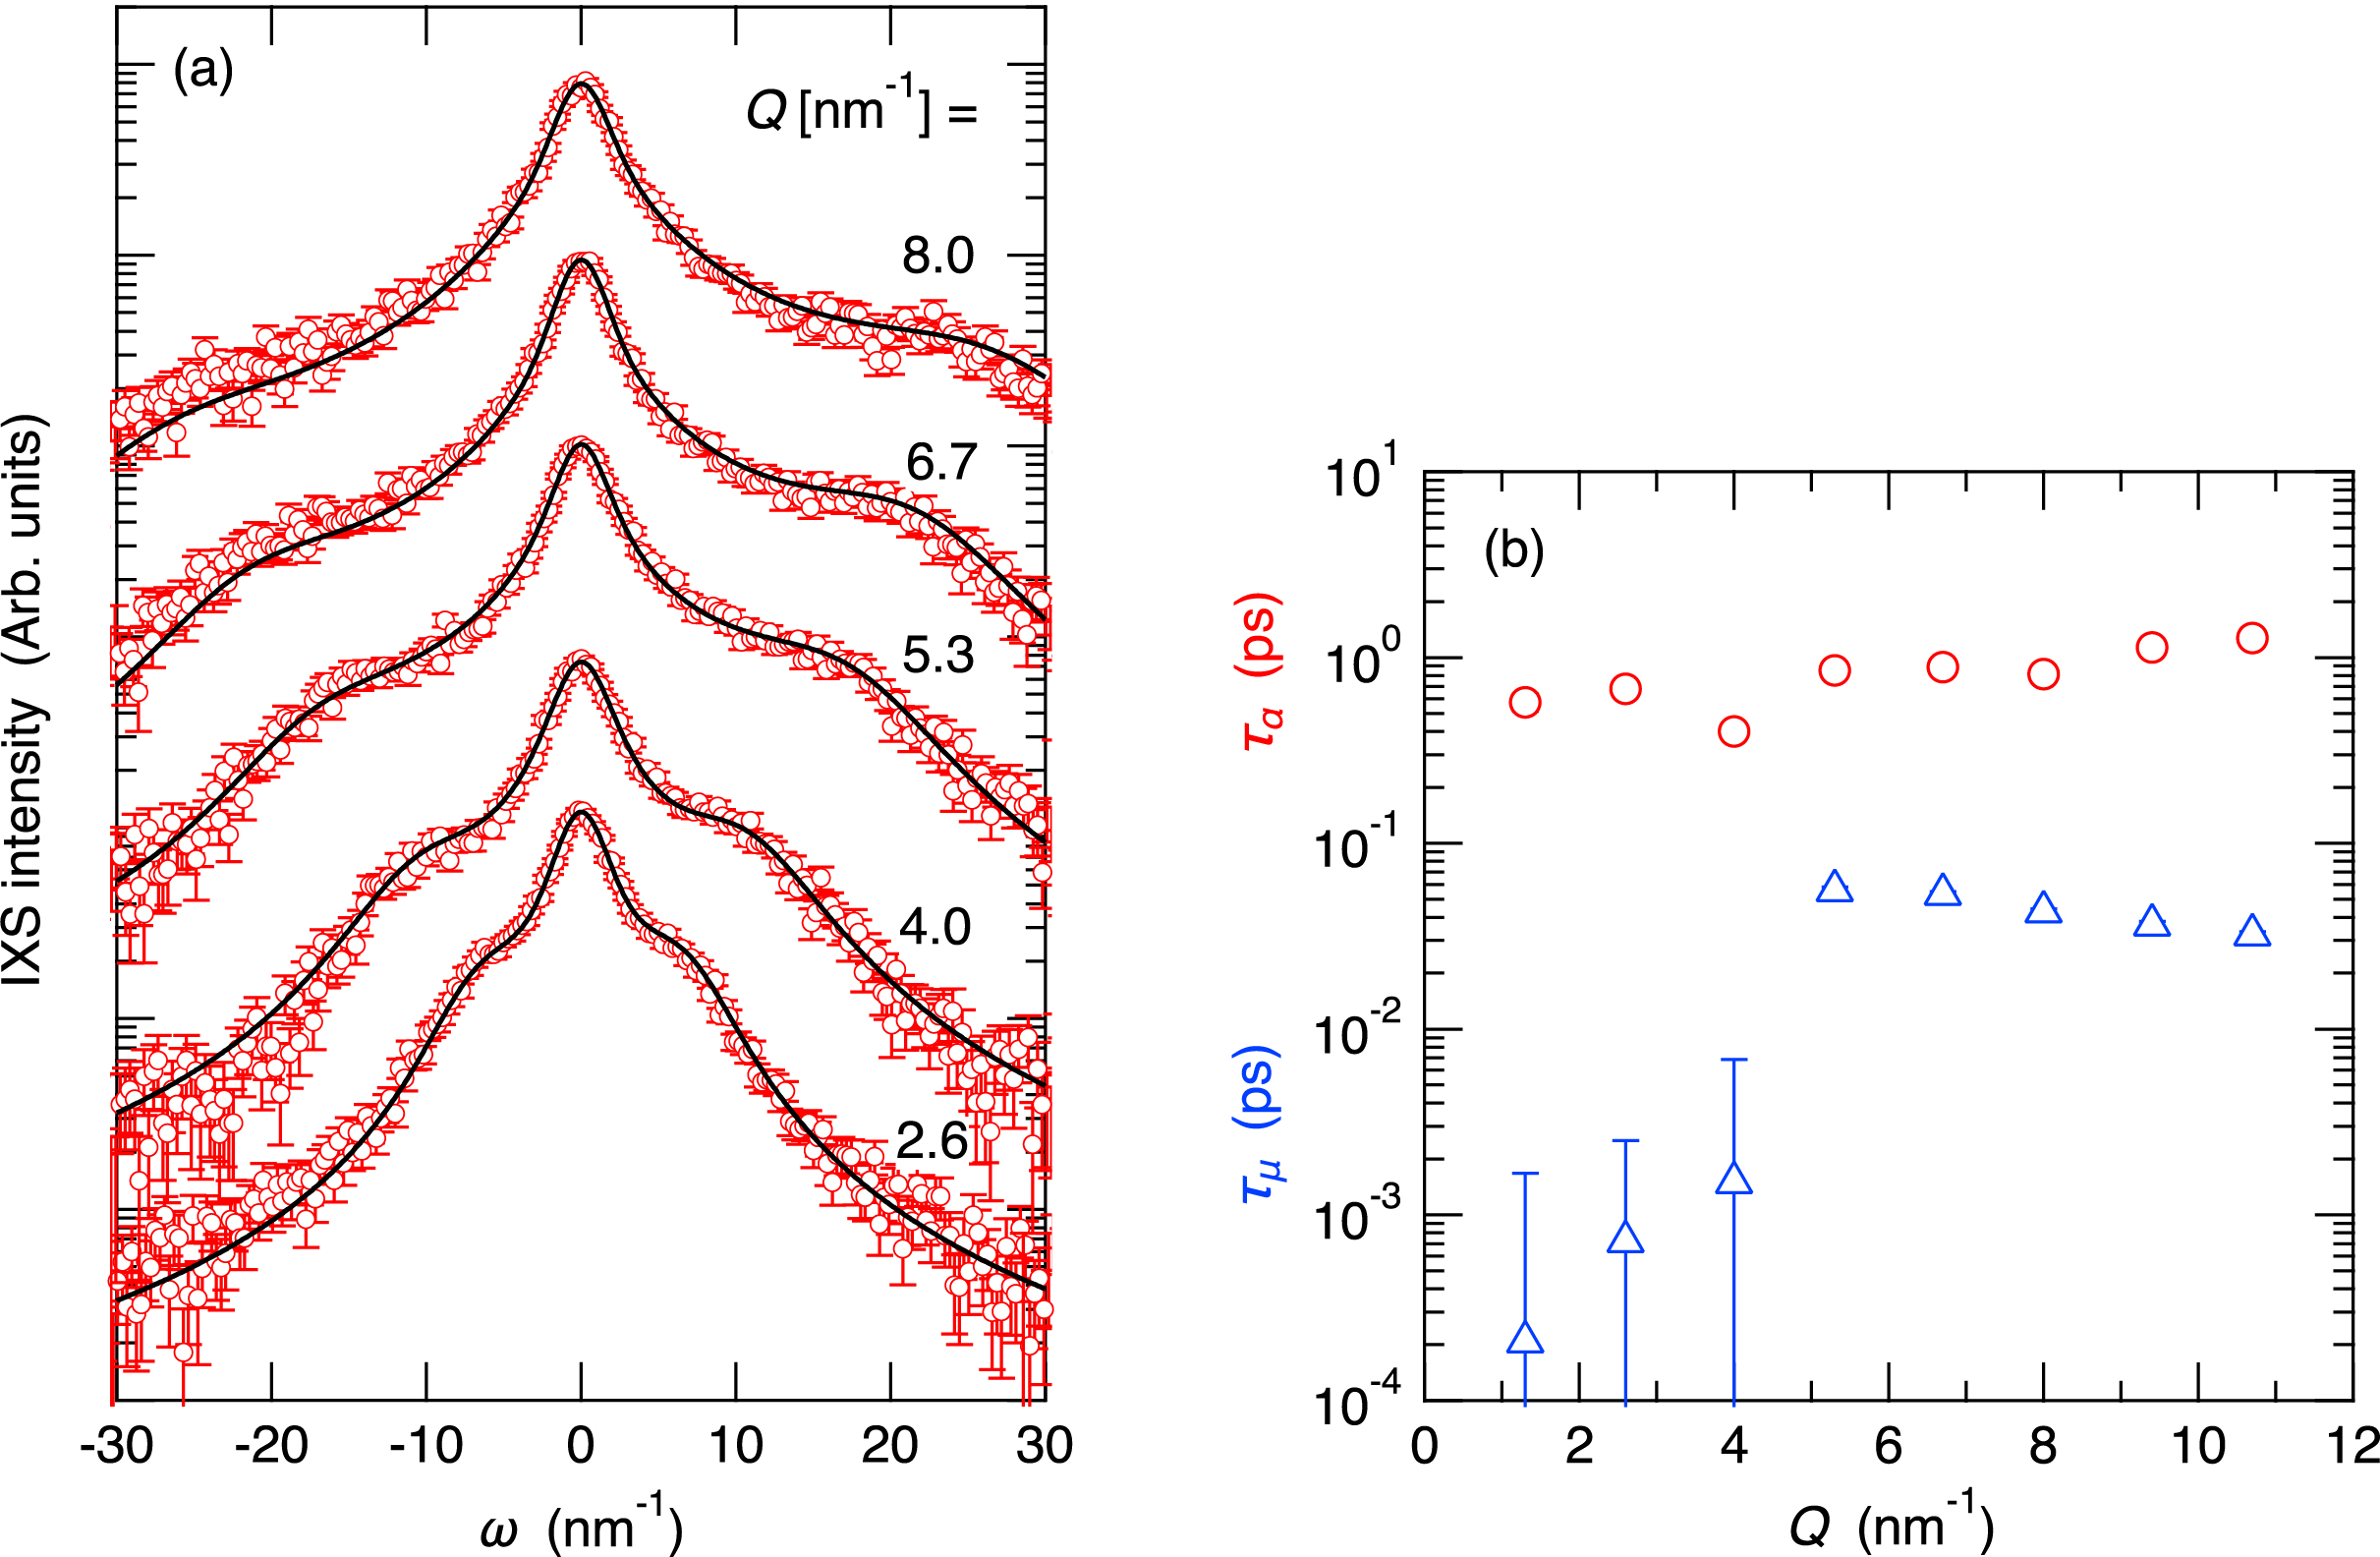 (a)
Q [nm⁻¹] =
8.0
6.7
5.3
4.0
2.6
IXS intensity (Arb. units)
-30 -20 -10 0 10 20 30
ω (nm⁻¹)
(b)
τα (ps)
τμ (ps)
10¹
10⁰
10⁻¹
10⁻²
10⁻³
10⁻⁴
0 2 4 6 8 10 12
Q (nm⁻¹)